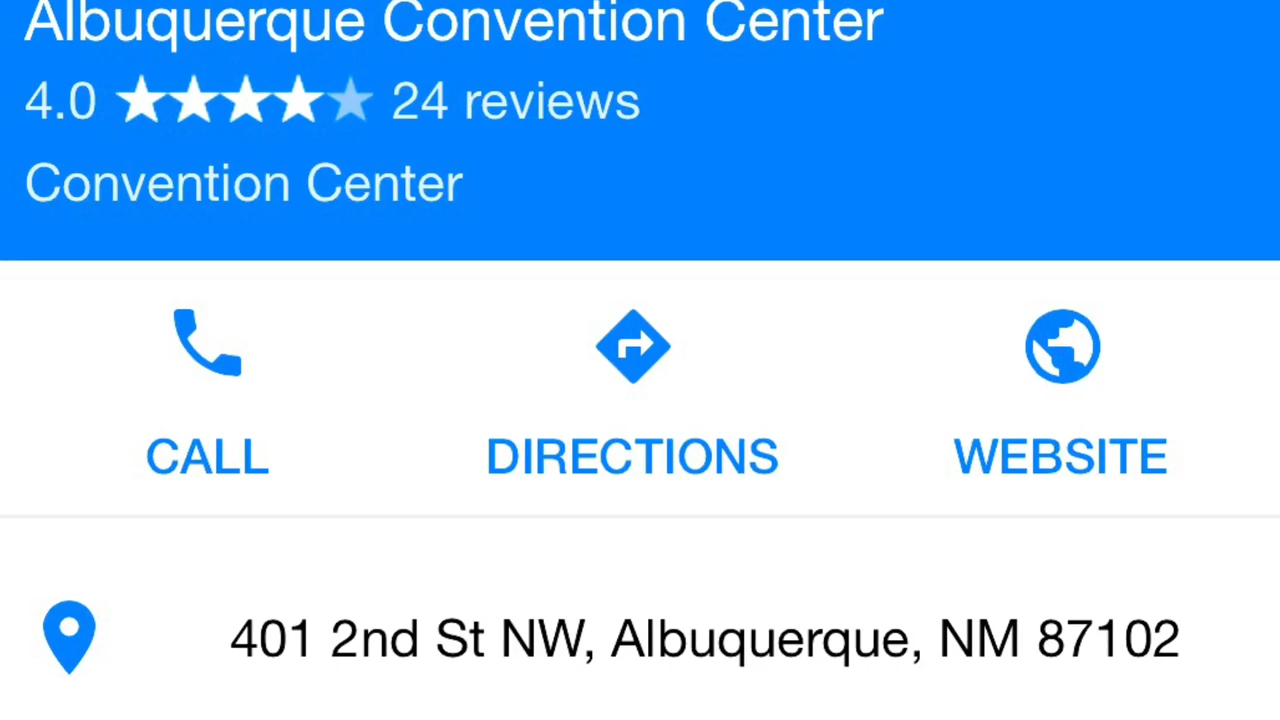 Albuquerque Convention Center
4.0 ★★★★★ 24 reviews
Convention Center
CALL DIRECTIONS WEBSITE
401 2nd St NW, Albuquerque, NM 87102